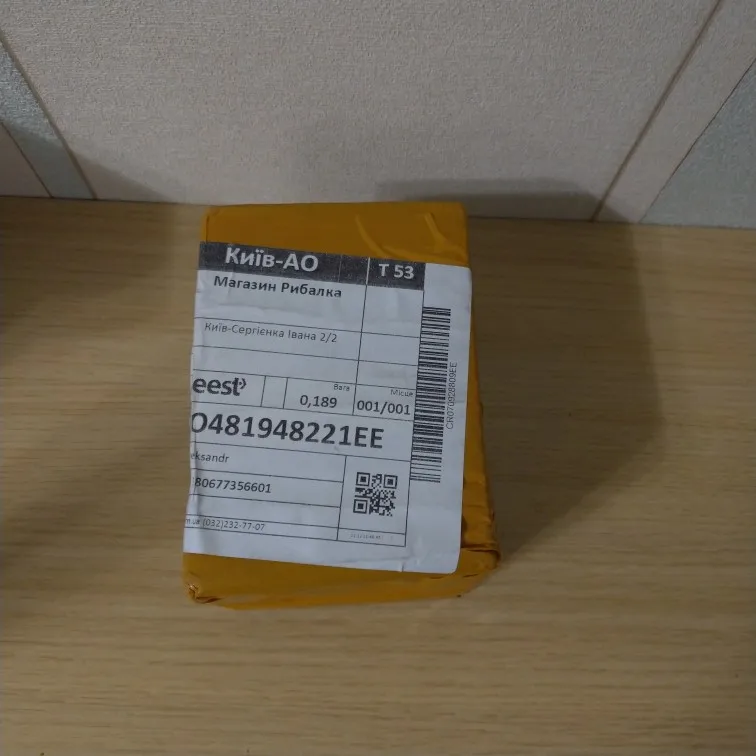 Київ-АО
Т 53
Магазин Рибалка
Київ-Сергієнка Івана 2/2
eest
Вага
0,189
Місце
001/001
O481948221EE
eksandr
80677356601
m.ua (032)232-77-07